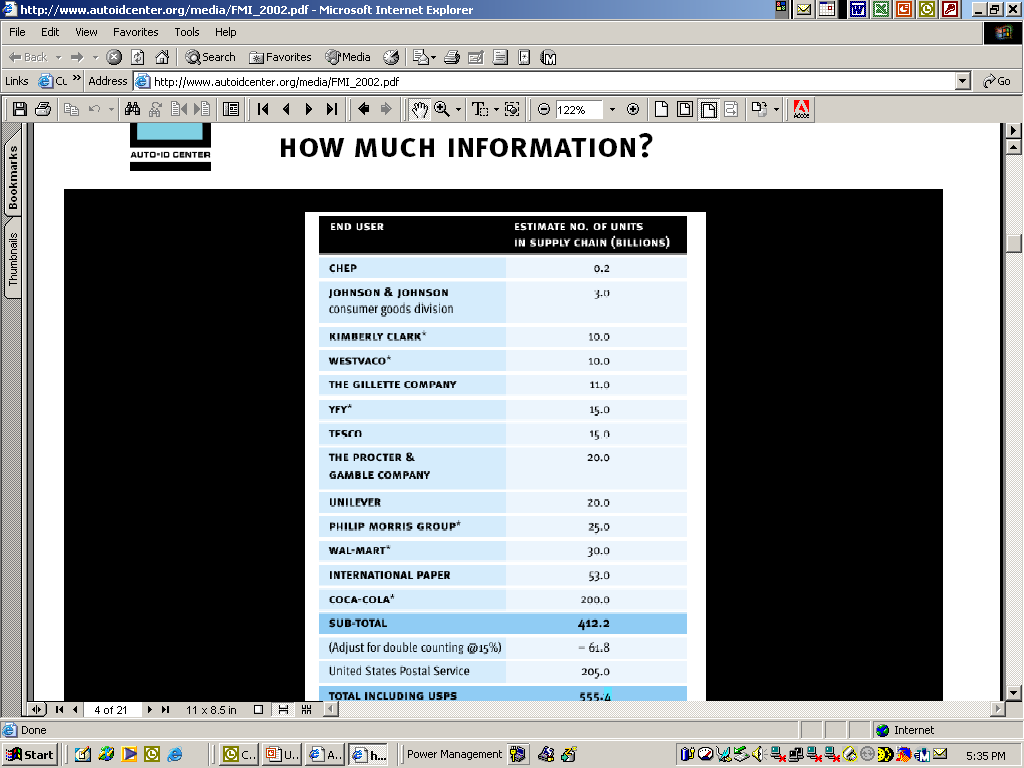 http://www.autoidcenter.org/media/FMI_2002.pdf - Microsoft Internet Explorer
File Edit View Favorites Tools Help
Back Search Favorites Media
Links Cu » Address http://www.autoidcenter.org/media/FMI_2002.pdf Go
122% Adobe
Bookmarks
Thumbnails
AUTO-ID CENTER
HOW MUCH INFORMATION?
END USER ESTIMATE NO. OF UNITS
IN SUPPLY CHAIN (BILLIONS)
CHEP 0.2
JOHNSON & JOHNSON 3.0
consumer goods division
KIMBERLY CLARK* 10.0
WESTVACO* 10.0
THE GILLETTE COMPANY 11.0
YFY* 15.0
TESCO 15.0
THE PROCTER & 20.0
GAMBLE COMPANY
UNILEVER 20.0
PHILIP MORRIS GROUP* 25.0
WAL-MART* 30.0
INTERNATIONAL PAPER 53.0
COCA-COLA* 200.0
SUB-TOTAL 412.2
(Adjust for double counting @15%) – 61.8
United States Postal Service 205.0
TOTAL INCLUDING USPS 555.4
4 of 21 11 x 8.5 in
Done Internet
Start C.. U.. A.. h... Power Management 5:35 PM